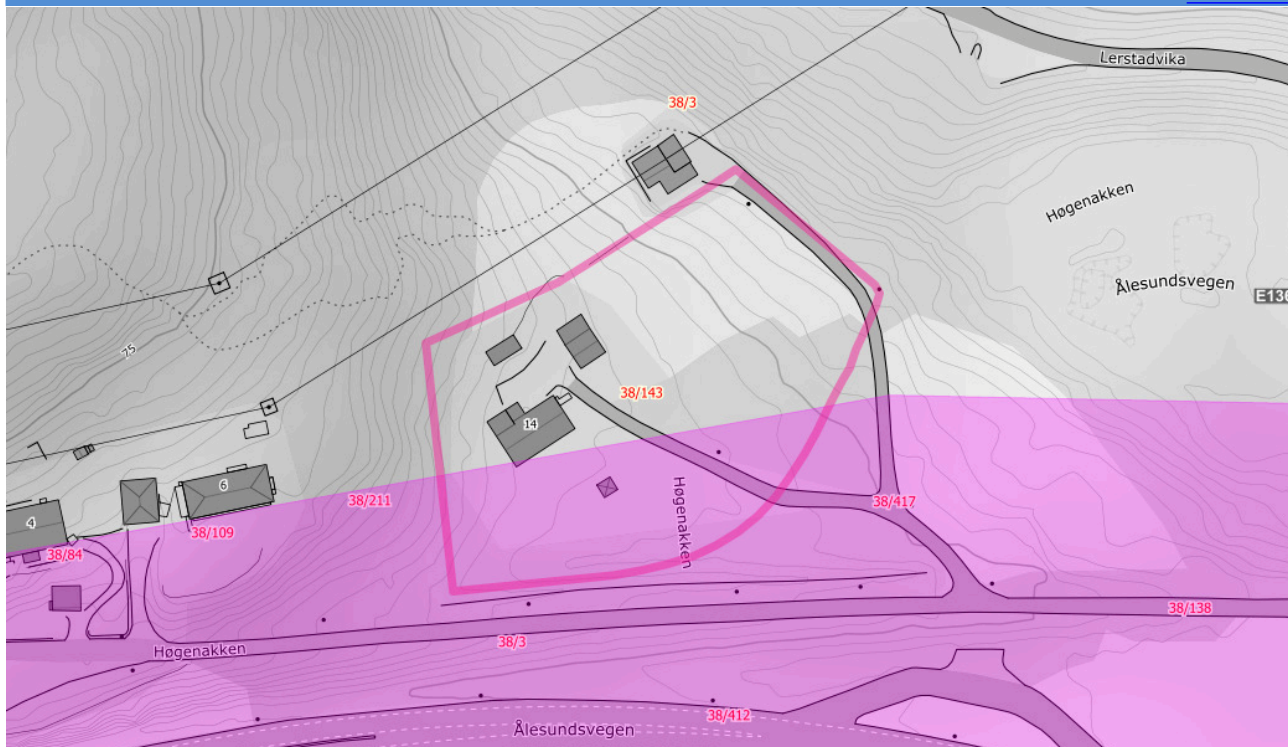 Lerstadvika
38/3
Høgenakken
Ålesundsvegen
75
38/143
14
6
4
38/211
38/417
Høgenakken
38/109
38/84
38/138
38/3
Høgenakken
38/412
Ålesundsvegen